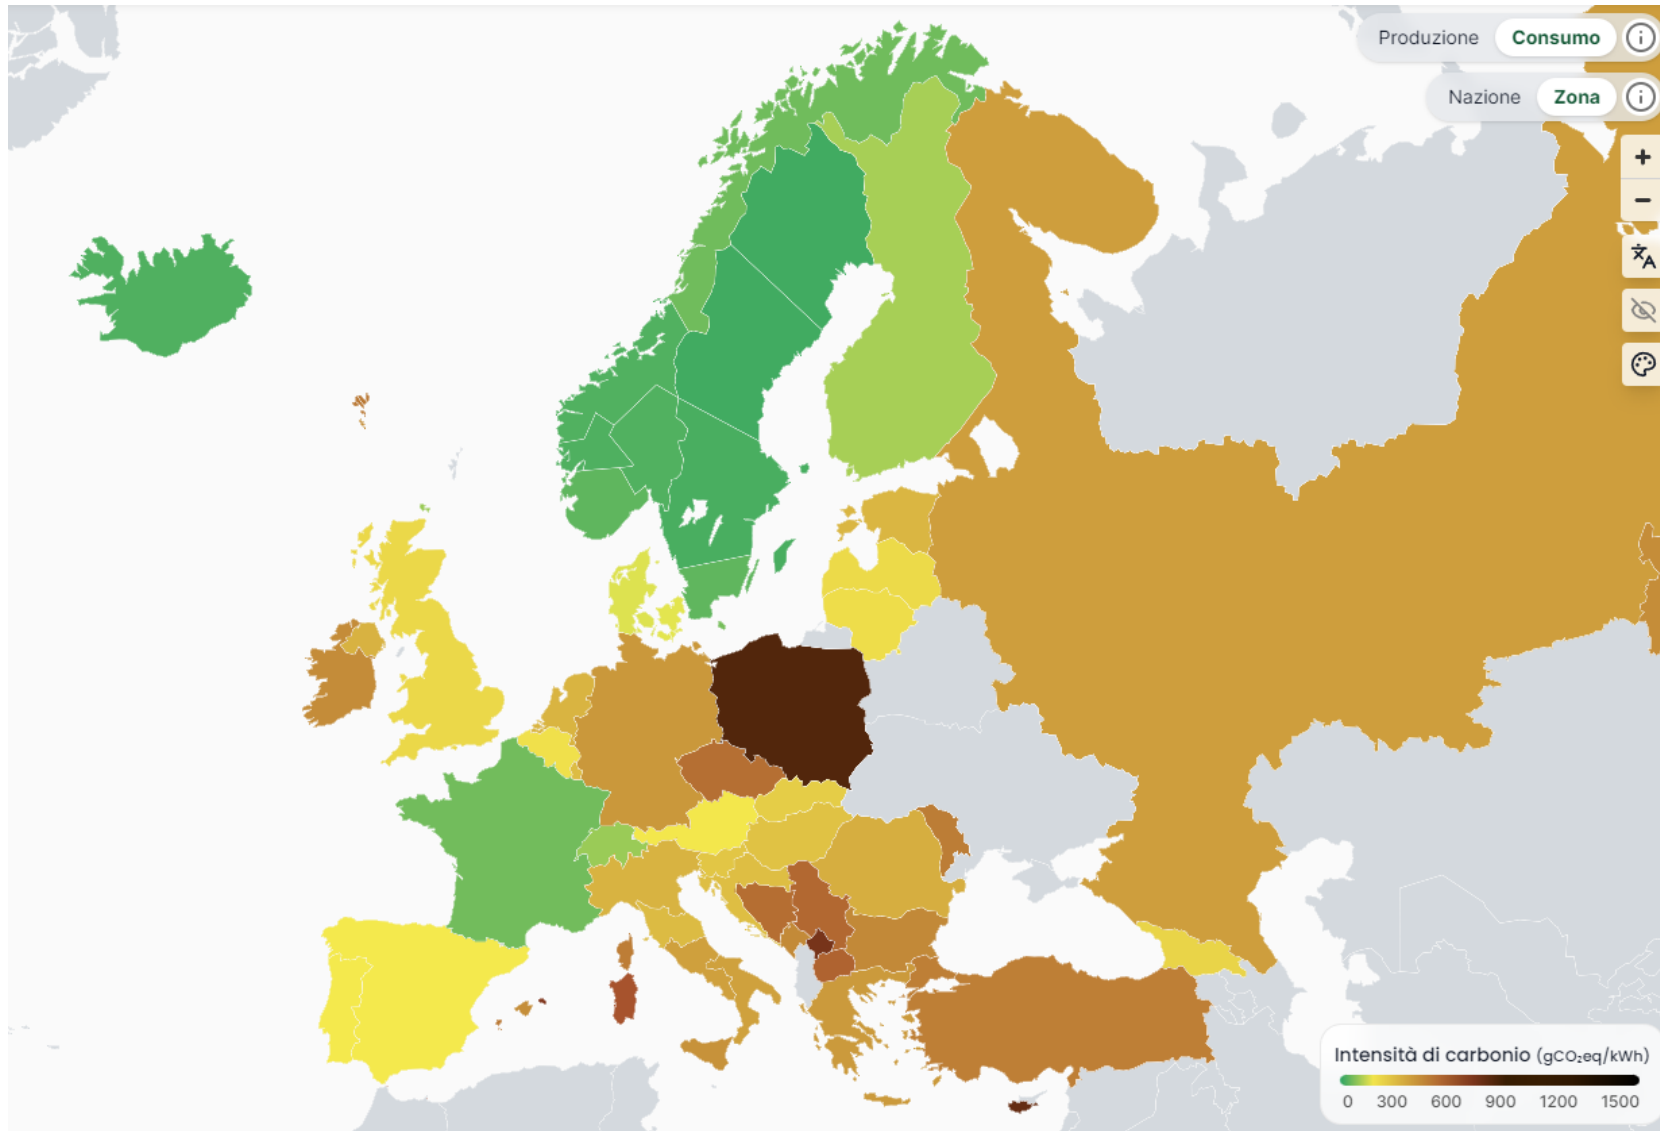 Produzione Consumo
Nazione Zona
Intensità di carbonio (gCO₂eq/kWh)
0 300 600 900 1200 1500